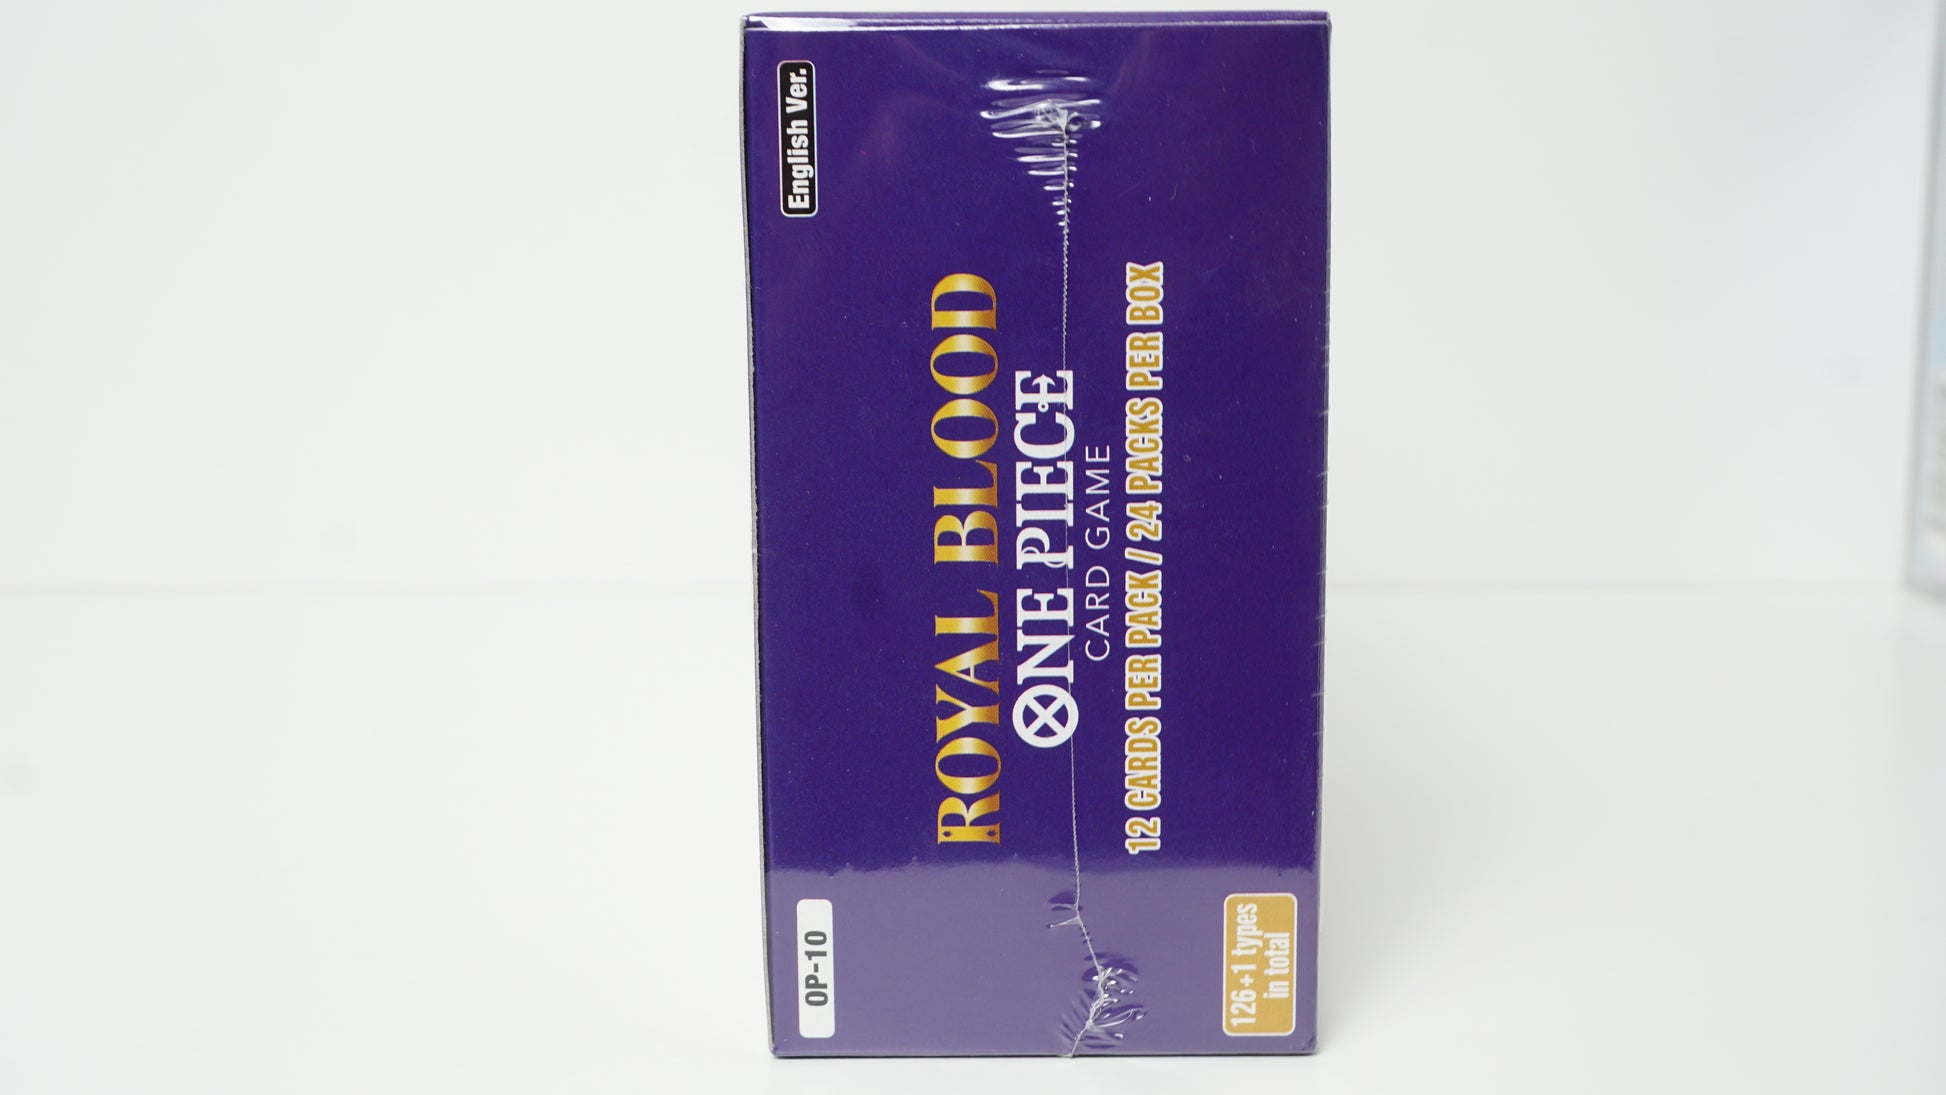 OP-10
English Ver.
ROYAL BLOOD
ONE PIECE
CARD GAME
12 CARDS PER PACK // 24 PACKS PER BOX
126+1 types
in total